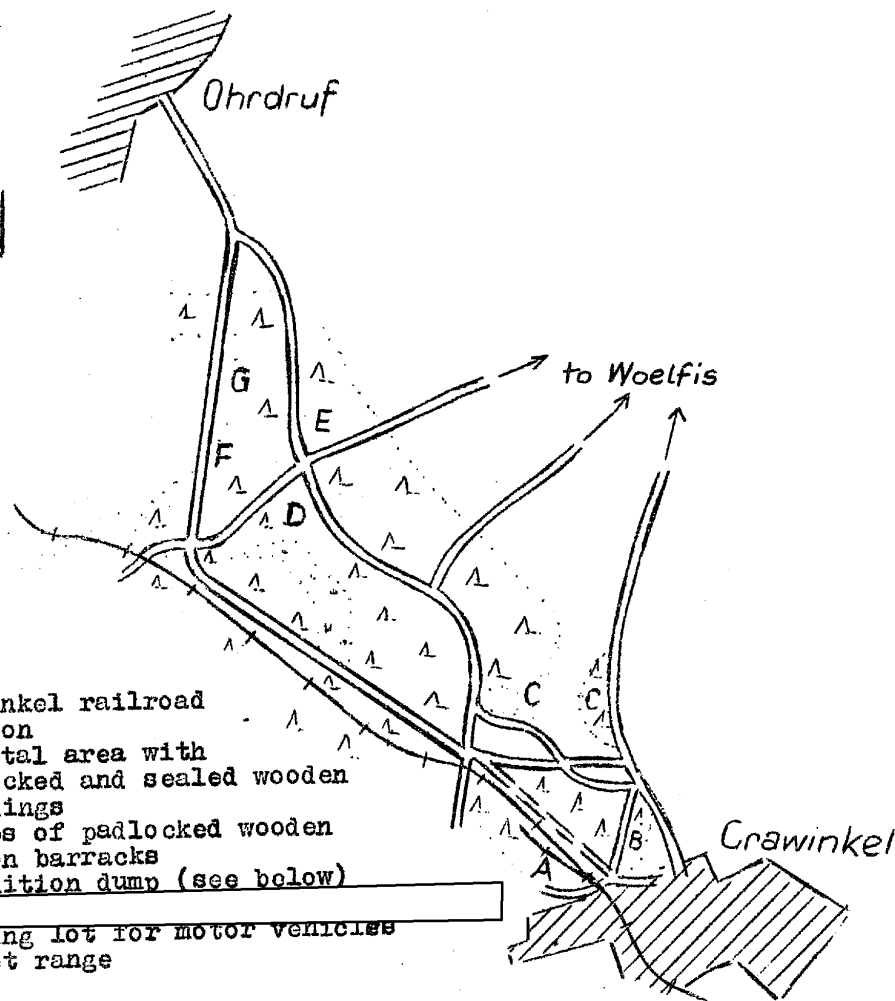 Ohrdruf
to Woelfis
G
E
F
D
C
C
B
A
Crawinkel
nkel railroad
on
tal area with
cked and sealed wooden
ings
s of padlocked wooden
n barracks
ition dump (see below)
ng lot for motor vehicles
t range